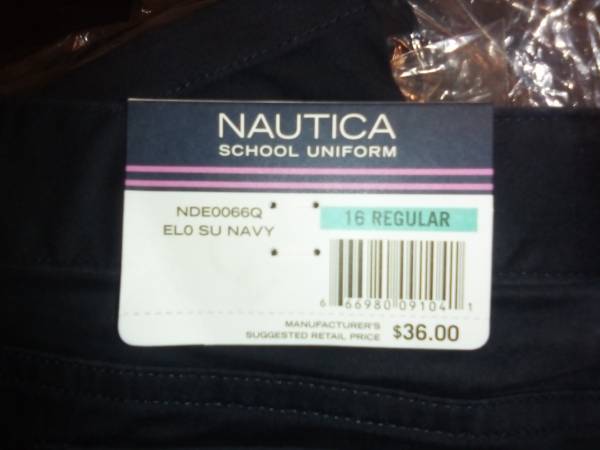 NAUTICA
SCHOOL UNIFORM
NDE0066Q
EL0 SU NAVY
16 REGULAR
6 66980 09104 1
MANUFACTURER'S
SUGGESTED RETAIL PRICE $36.00